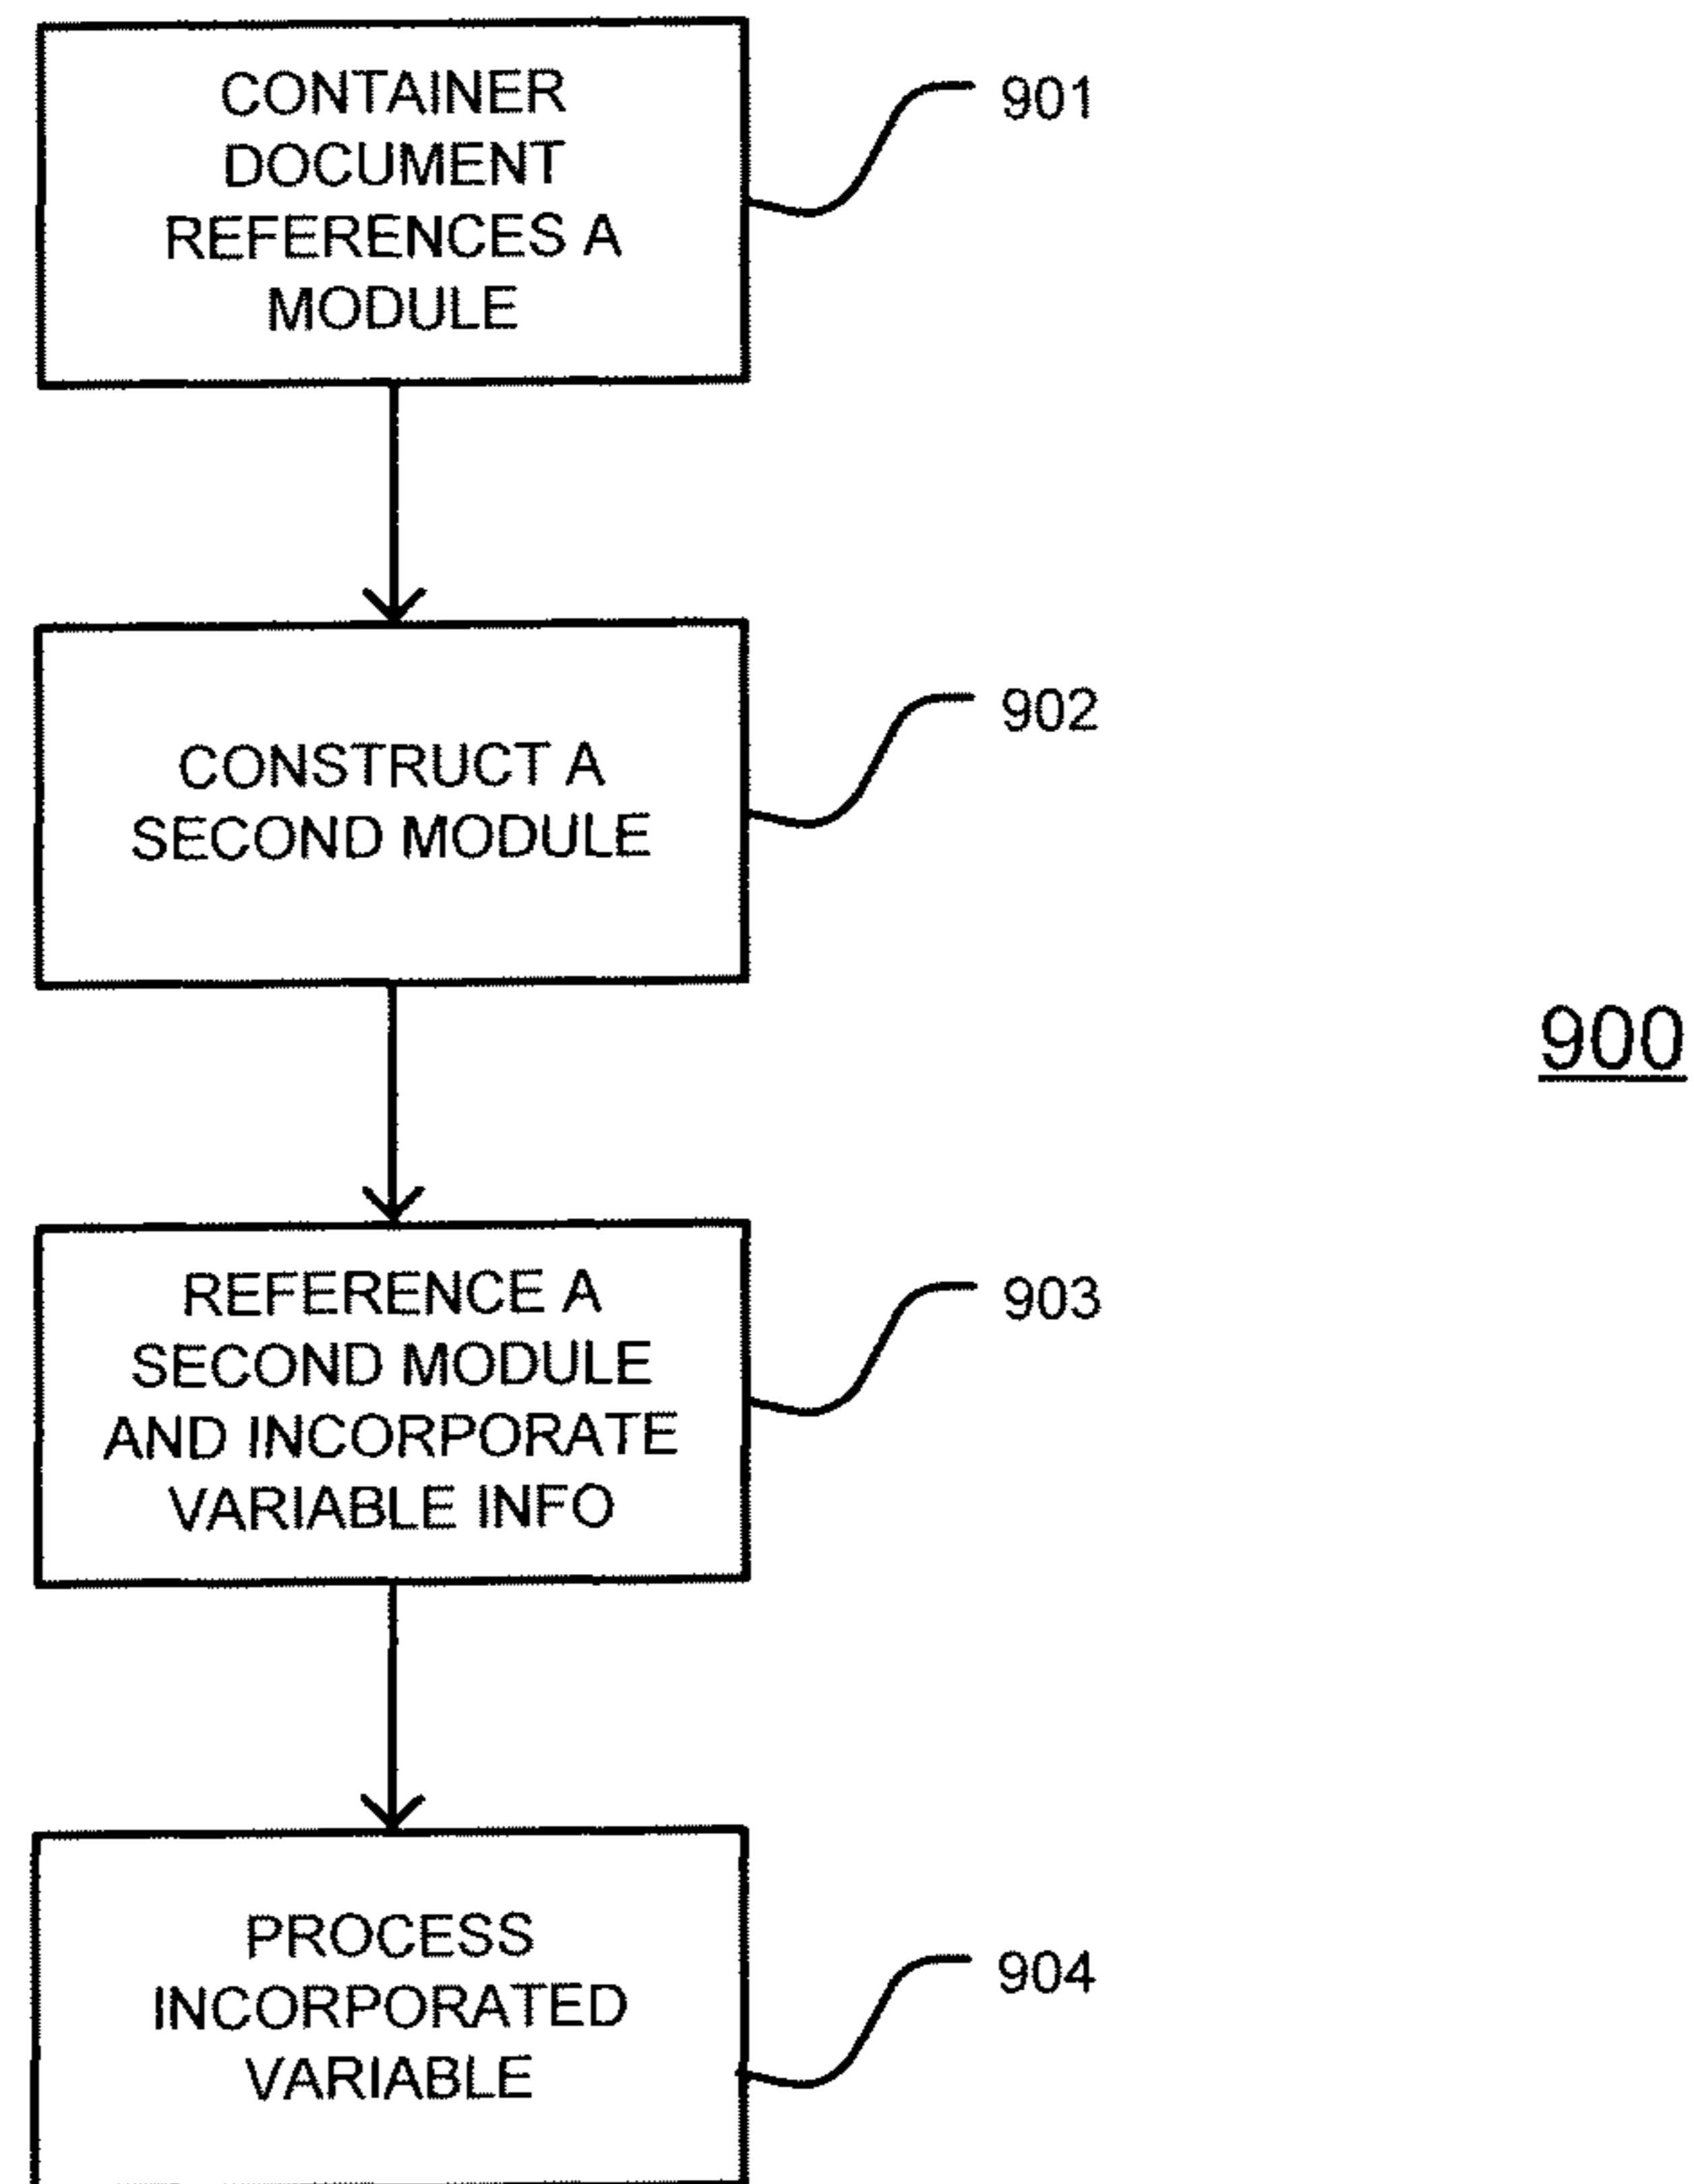 CONTAINER
DOCUMENT
REFERENCES A
MODULE
901
CONSTRUCT A
SECOND MODULE
902
900
REFERENCE A
SECOND MODULE
AND INCORPORATE
VARIABLE INFO
903
PROCESS
INCORPORATED
VARIABLE
904